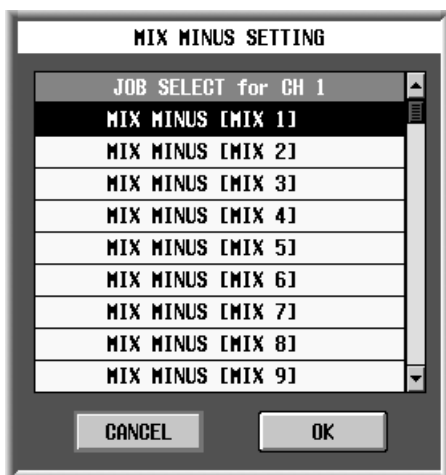 MIX MINUS SETTING
JOB SELECT for CH 1
MIX MINUS [MIX 1]
MIX MINUS [MIX 2]
MIX MINUS [MIX 3]
MIX MINUS [MIX 4]
MIX MINUS [MIX 5]
MIX MINUS [MIX 6]
MIX MINUS [MIX 7]
MIX MINUS [MIX 8]
MIX MINUS [MIX 9]
CANCEL OK